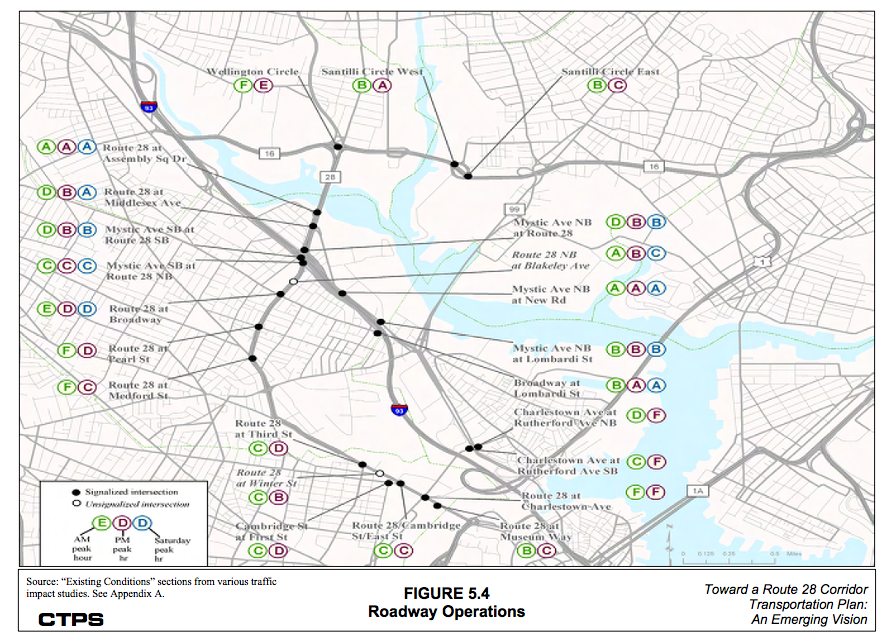 Wellington Circle
F E
Santilli Circle West
B A
Santilli Circle East
B C
93
16
28
16
99
1
93
1A
A A A Route 28 at
Assembly Sq Dr
D B A Route 28 at
Middlesex Ave
D B B Mystic Ave SB at
Route 28 SB
C C C Mystic Ave SB at
Route 28 NB
E D D Route 28 at
Broadway
F D Route 28 at
Pearl St
F C Route 28 at
Medford St
Mystic Ave NB
at Route 28
D B B
Route 28 NB
at Blakeley Ave
A B C
Mystic Ave NB
at New Rd
A A A
Mystic Ave NB
at Lombardi St
B B B
Broadway at
Lombardi St
B A A
Charlestown Ave at
Rutherford Ave NB
D F
Charlestown Ave at
Rutherford Ave SB
C F
Route 28 at
Charlestown Ave
F F
Route 28
at Third St
C D
Route 28
at Winter St
C B
Cambridge St
at First St
C D
Route 28/Cambridge
St/East St
C C
Route 28 at
Museum Way
B C
Signalized intersection
Unsignalized intersection
E D D
AM
peak
hour
PM
peak
hr
Saturday
peak
hr
N
0 0.125 0.25 0.5 Miles
Source: “Existing Conditions” sections from various traffic
impact studies. See Appendix A.
CTPS
FIGURE 5.4
Roadway Operations
Toward a Route 28 Corridor
Transportation Plan:
An Emerging Vision